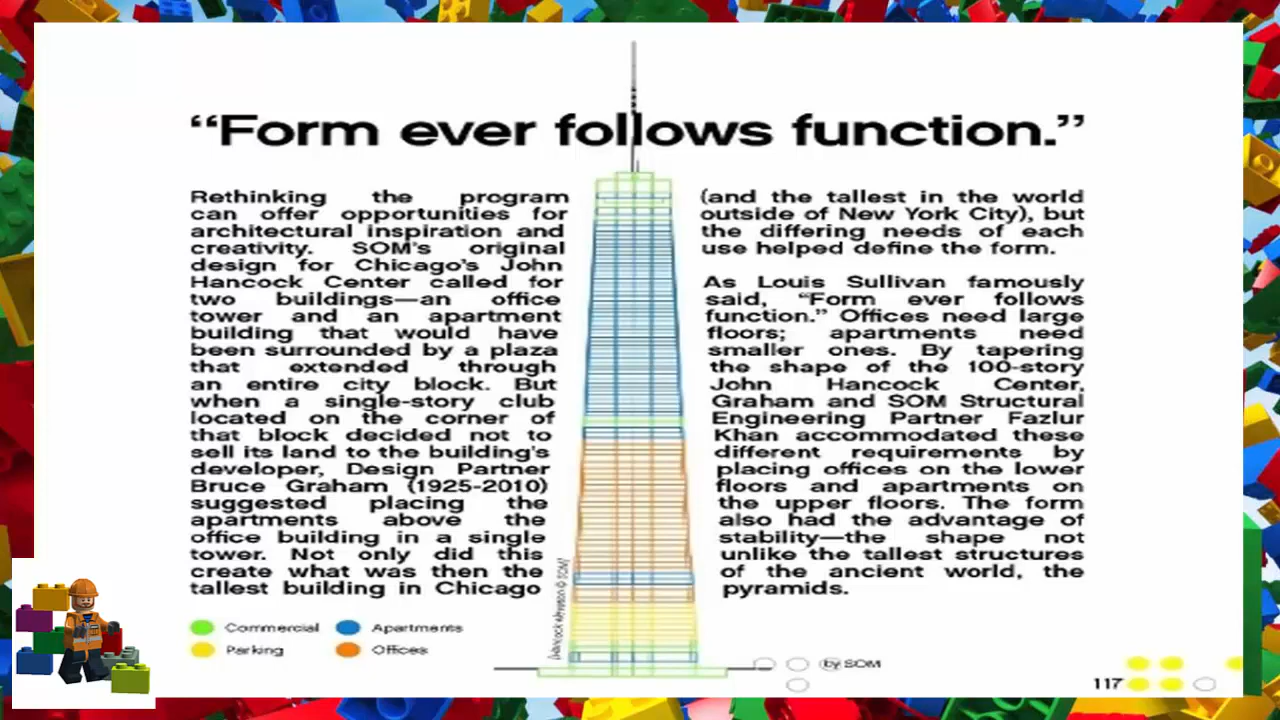 “Form ever follows function.”
Rethinking the program
can offer opportunities for
architectural inspiration and
creativity. SOM’s original
design for Chicago’s John
Hancock Center called for
two buildings—an office
tower and an apartment
building that would have
been surrounded by a plaza
that extended through
an entire city block. But
when a single-story club
located on the corner of
that block decided not to
sell its land to the building’s
developer, Design Partner
Bruce Graham (1925-2010)
suggested placing the
apartments above the
office building in a single
tower. Not only did this
create what was then the
tallest building in Chicago
(and the tallest in the world
outside of New York City), but
the differing needs of each
use helped define the form.
As Louis Sullivan famously
said, “Form ever follows
function.” Offices need large
floors; apartments need
smaller ones. By tapering
the shape of the 100-story
John Hancock Center,
Graham and SOM Structural
Engineering Partner Fazlur
Khan accommodated these
different requirements by
placing offices on the lower
floors and apartments on
the upper floors. The form
also had the advantage of
stability—the shape not
unlike the tallest structures
of the ancient world, the
pyramids.
Commercial
Apartments
Parking
Offices
by SOM
117